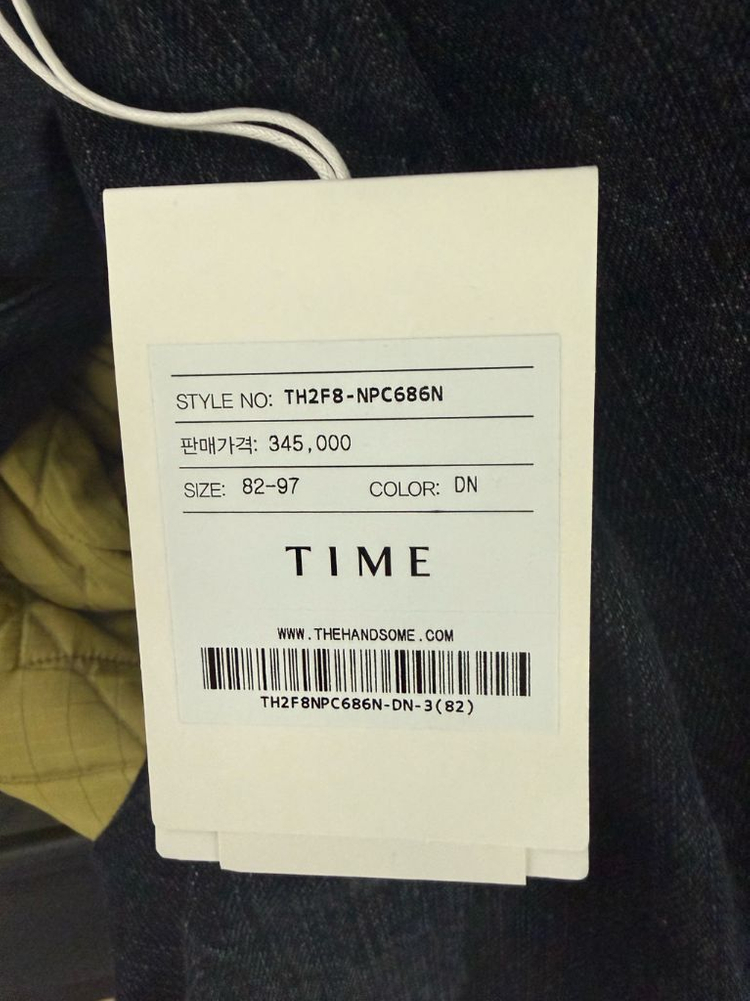 STYLE NO: TH2F8-NPC686N
판매가격: 345,000
SIZE: 82-97 COLOR: DN
TIME
WWW.THEHANDSOME.COM
TH2F8NPC686N-DN-3(82)